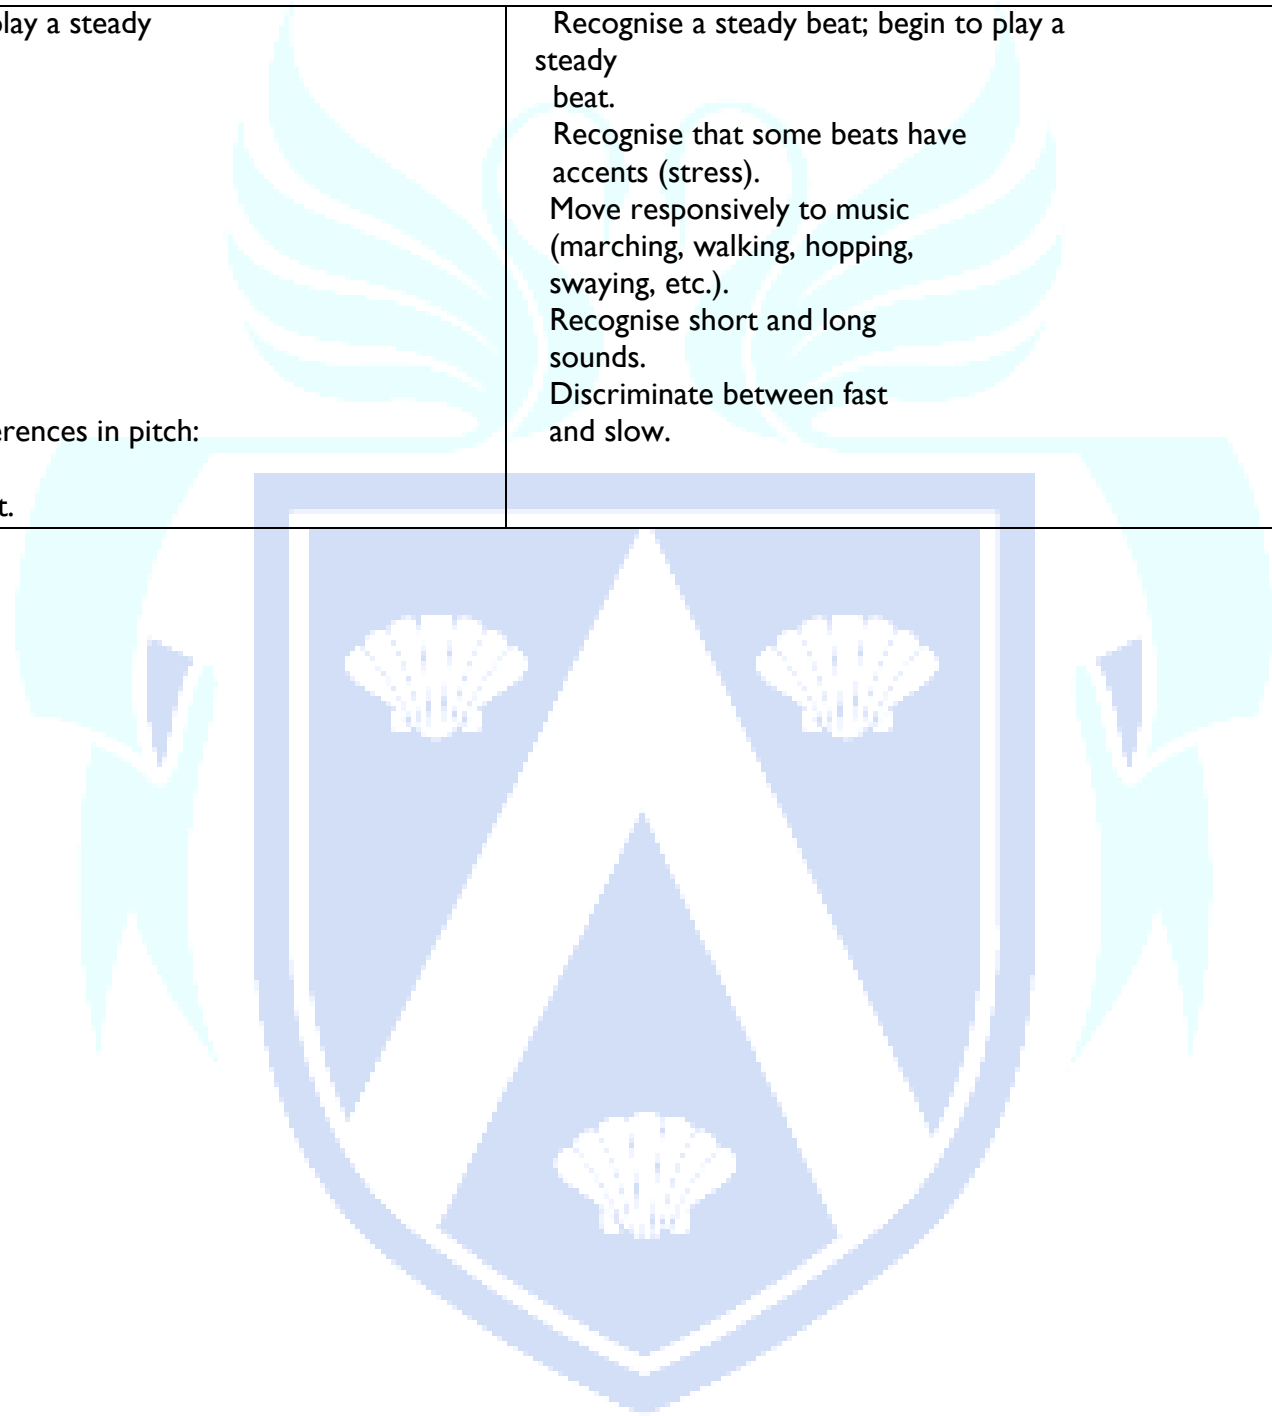 play a steady
erences in pitch:
t.
Recognise a steady beat; begin to play a
steady
beat.
Recognise that some beats have
accents (stress).
Move responsively to music
(marching, walking, hopping,
swaying, etc.).
Recognise short and long
sounds.
Discriminate between fast
and slow.